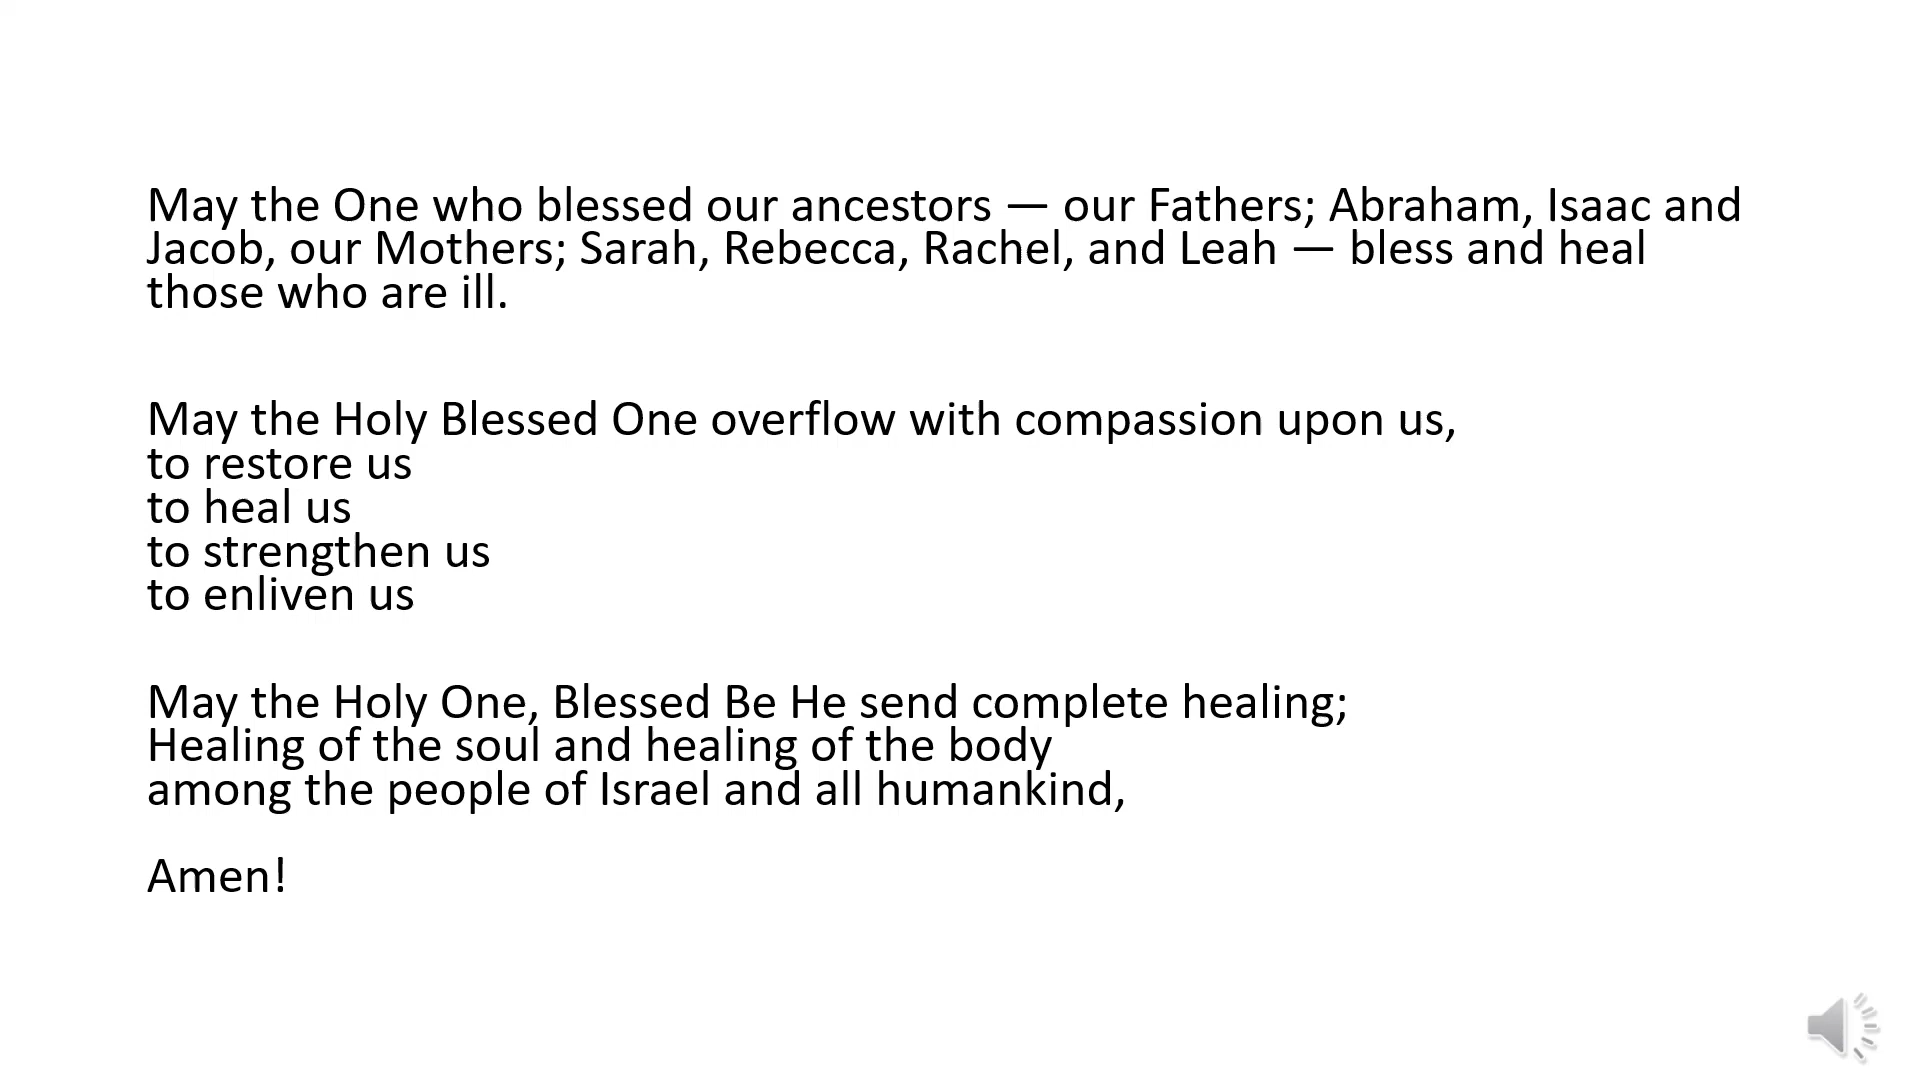 May the One who blessed our ancestors — our Fathers; Abraham, Isaac and
Jacob, our Mothers; Sarah, Rebecca, Rachel, and Leah — bless and heal
those who are ill.
May the Holy Blessed One overflow with compassion upon us,
to restore us
to heal us
to strengthen us
to enliven us
May the Holy One, Blessed Be He send complete healing;
Healing of the soul and healing of the body
among the people of Israel and all humankind,
Amen!